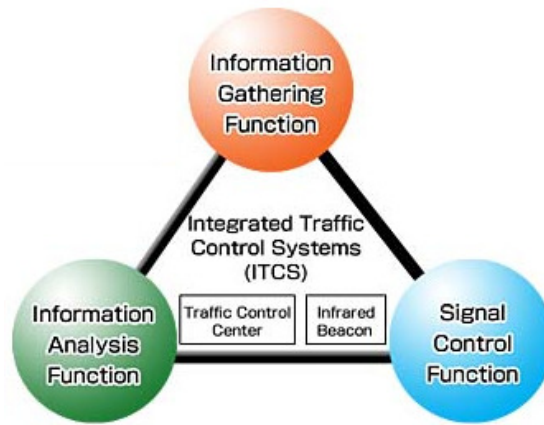 Information
Gathering
Function
Integrated Traffic
Control Systems
(ITCS)
Traffic Control
Center
Infrared
Beacon
Information
Analysis
Function
Signal
Control
Function